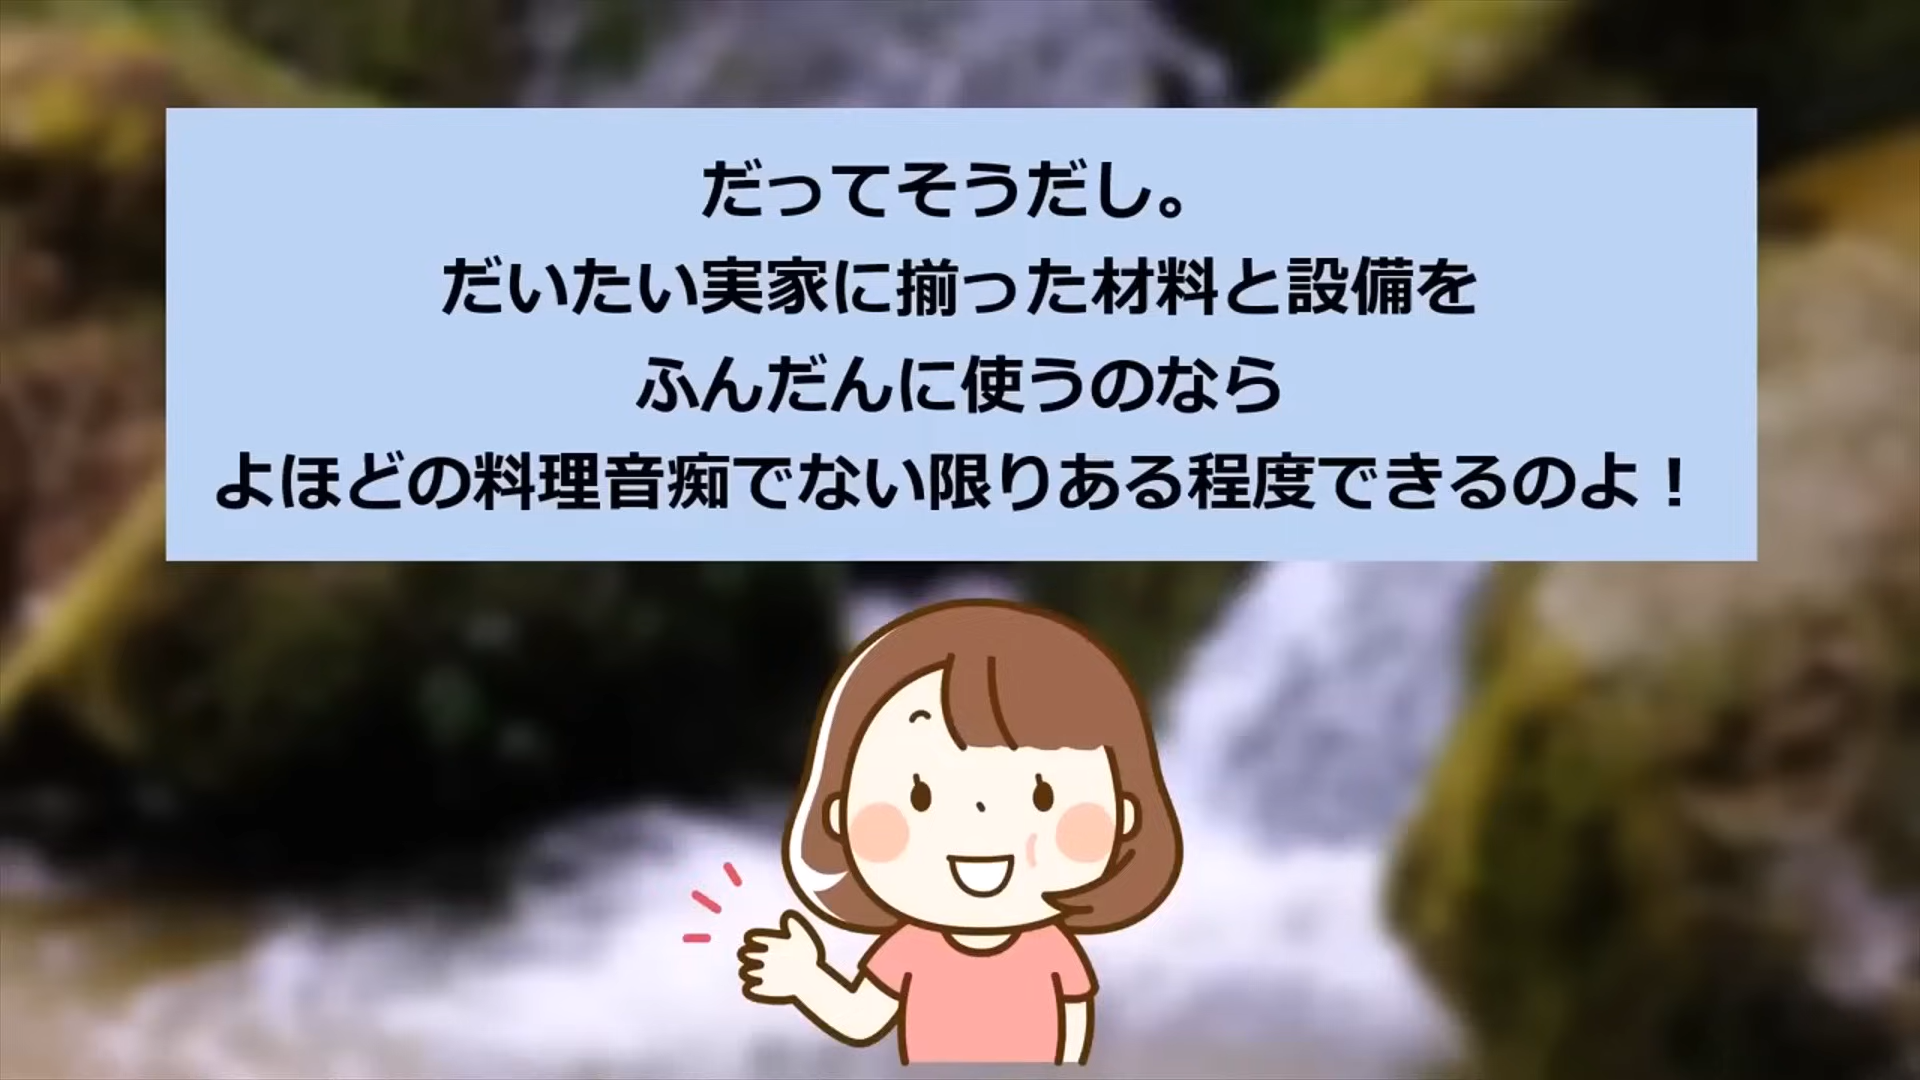 だってそうだし。
だいたい実家に揃った材料と設備を
ふんだんに使うのなら
よほどの料理音痴でない限りある程度できるのよ！